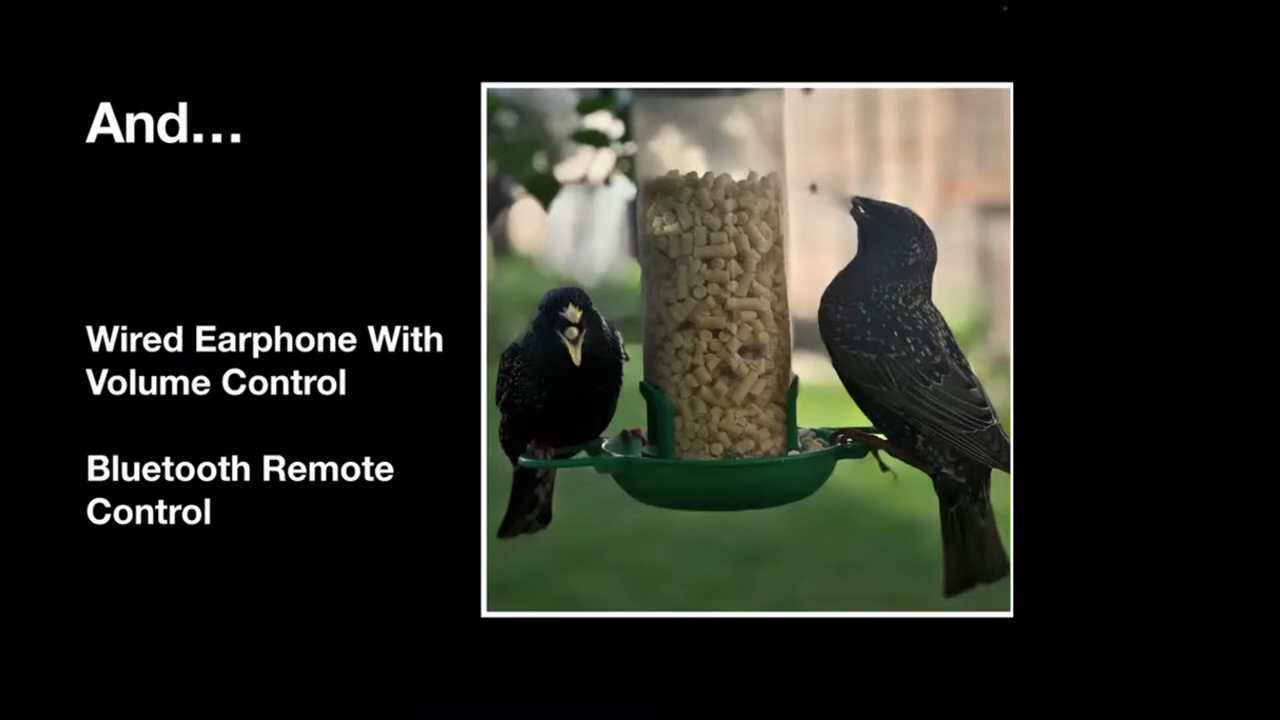 And...
Wired Earphone With
Volume Control
Bluetooth Remote
Control